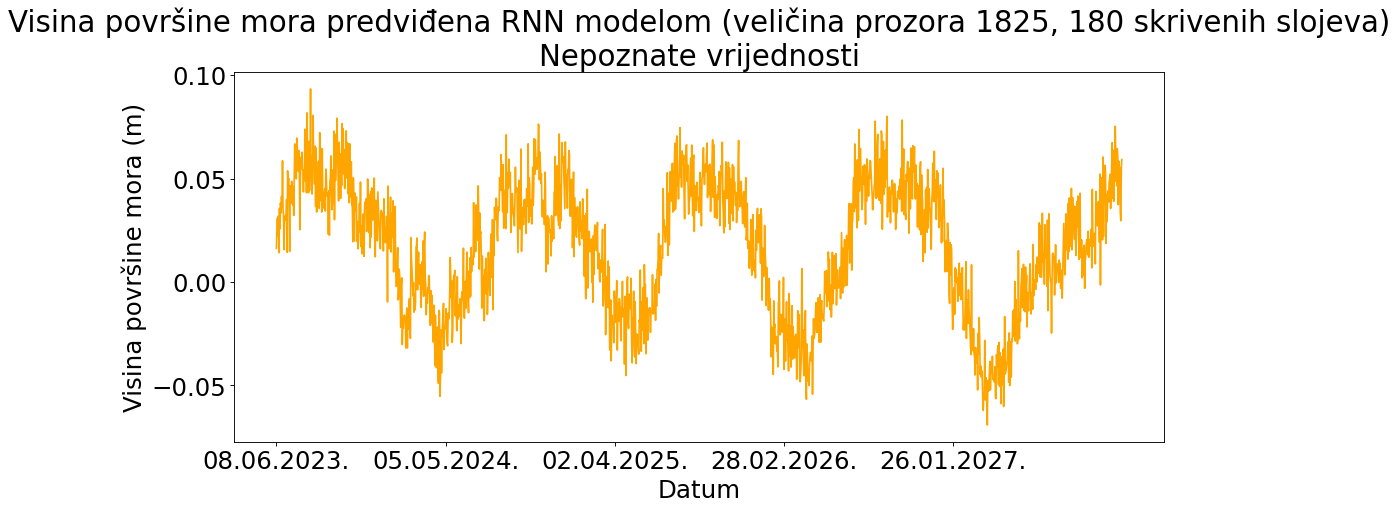 Visina površine mora predviđena RNN modelom (veličina prozora 1825, 180 skrivenih slojeva)
Nepoznate vrijednosti
Visina površine mora (m)
0.10
0.05
0.00
−0.05
08.06.2023. 05.05.2024. 02.04.2025. 28.02.2026. 26.01.2027.
Datum